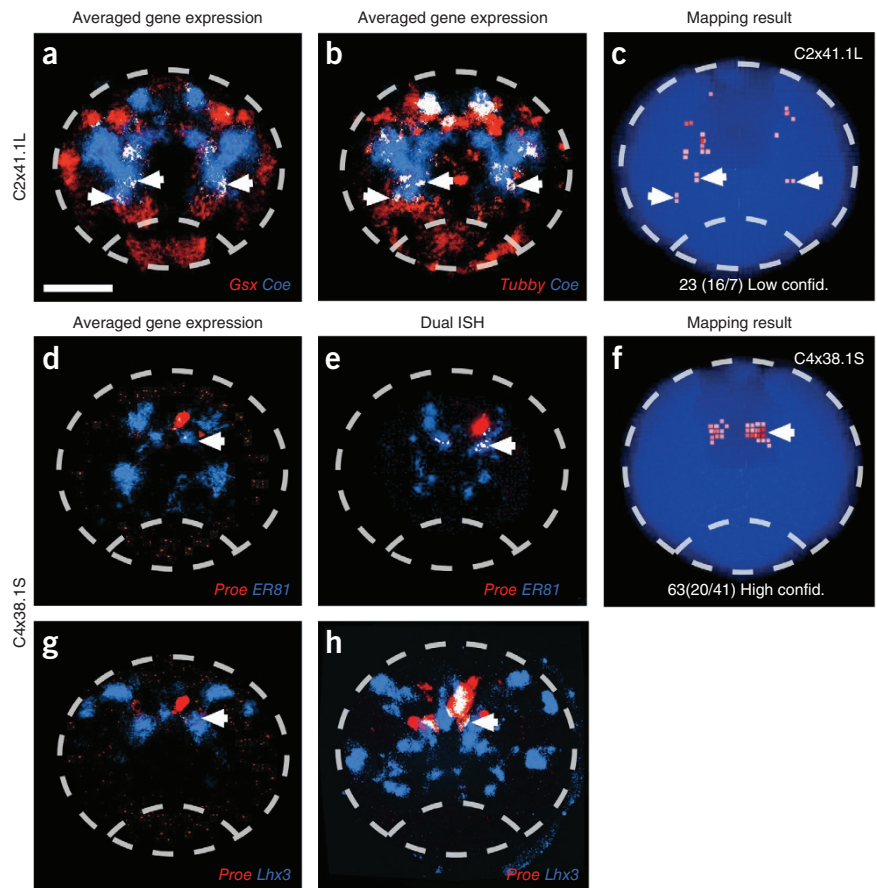 Averaged gene expression
Averaged gene expression
Mapping result
C2x41.1L
a
Gsx Coe
b
Tubby Coe
c
C2x41.1L
23 (16/7) Low confid.
Averaged gene expression
Dual ISH
Mapping result
C4x38.1S
d
Proe ER81
e
Proe ER81
f
C4x38.1S
63(20/41) High confid.
g
Proe Lhx3
h
Proe Lhx3